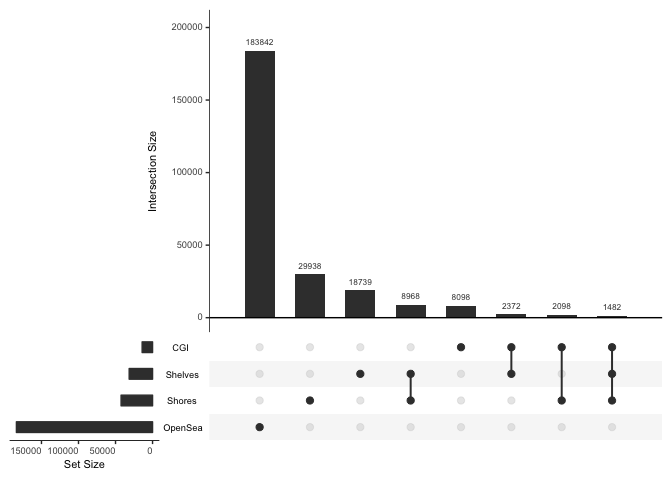 200000
183842
150000
Intersection Size
100000
50000
29938
18739
8968
8098
2372
2098
1482
0
CGI
Shelves
Shores
OpenSea
150000 100000 50000 0
Set Size